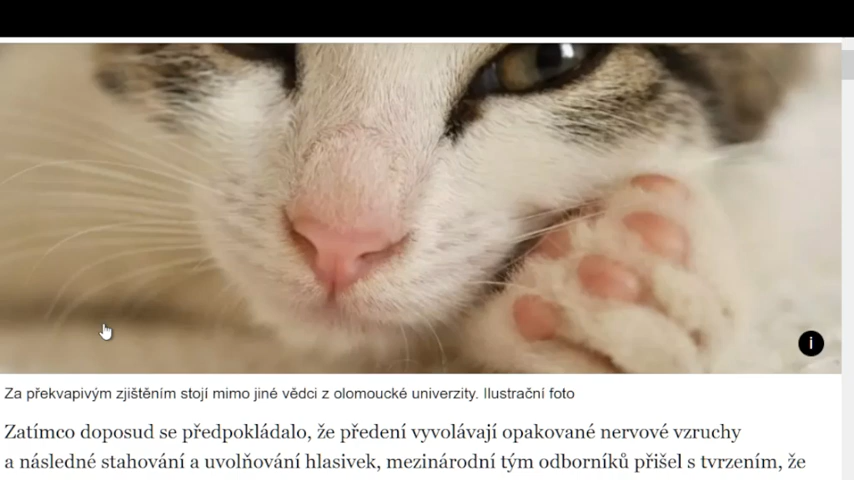 i
Za překvapivým zjištěním stojí mimo jiné vědci z olomoucké univerzity. Ilustrační foto
Zatímco doposud se předpokládalo, že předení vyvolávají opakované nervové vzruchy
a následné stahování a uvolňování hlasivek, mezinárodní tým odborníků přišel s tvrzením, že